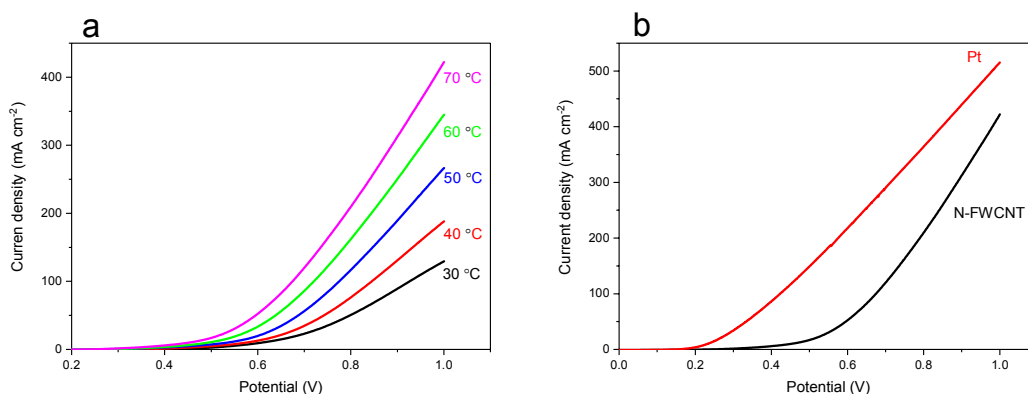 a
Curren density (mA cm⁻²)
400
300
200
100
0
70 °C
60 °C
50 °C
40 °C
30 °C
0.2
0.4
0.6
0.8
1.0
Potential (V)
b
Current density (mA cm⁻²)
500
400
300
200
100
0
Pt
N-FWCNT
0.0
0.2
0.4
0.6
0.8
1.0
Potential (V)